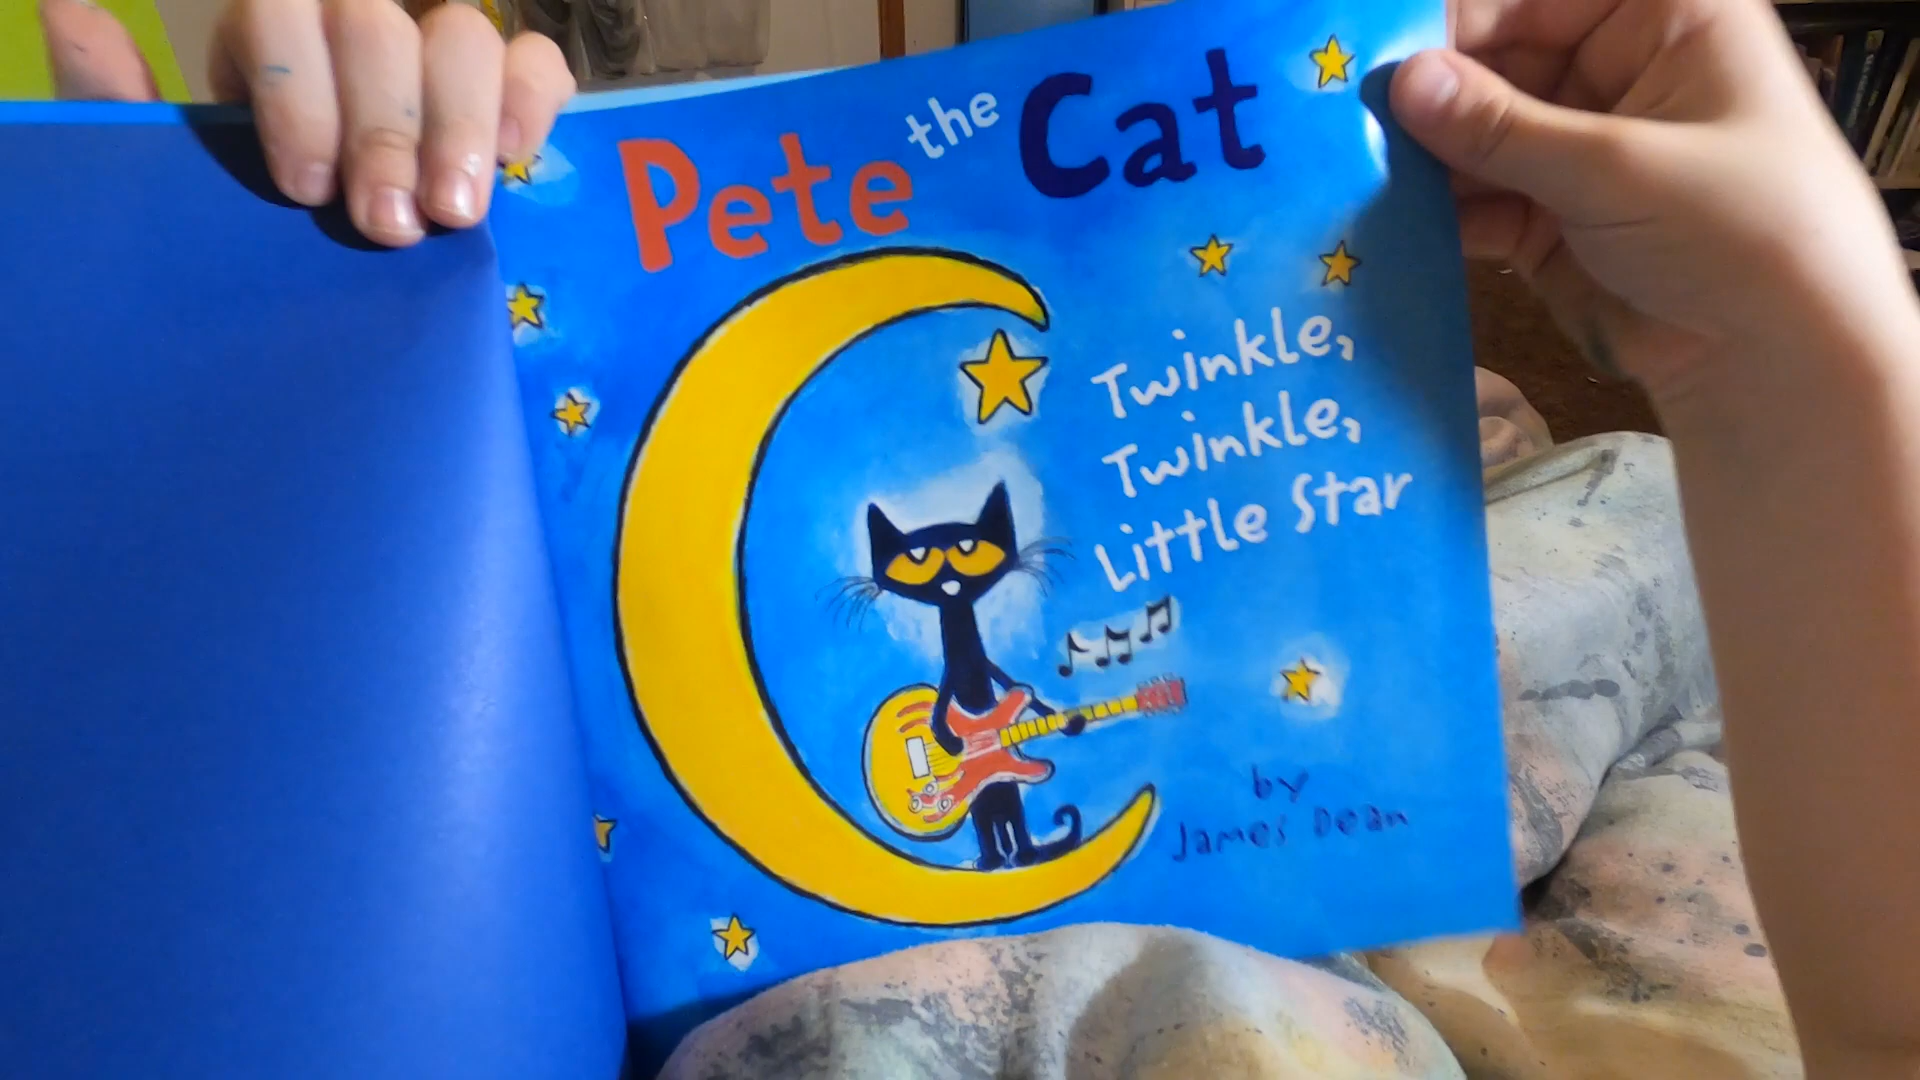 Pete the Cat
Twinkle,
Twinkle,
Little Star
by
James Dean